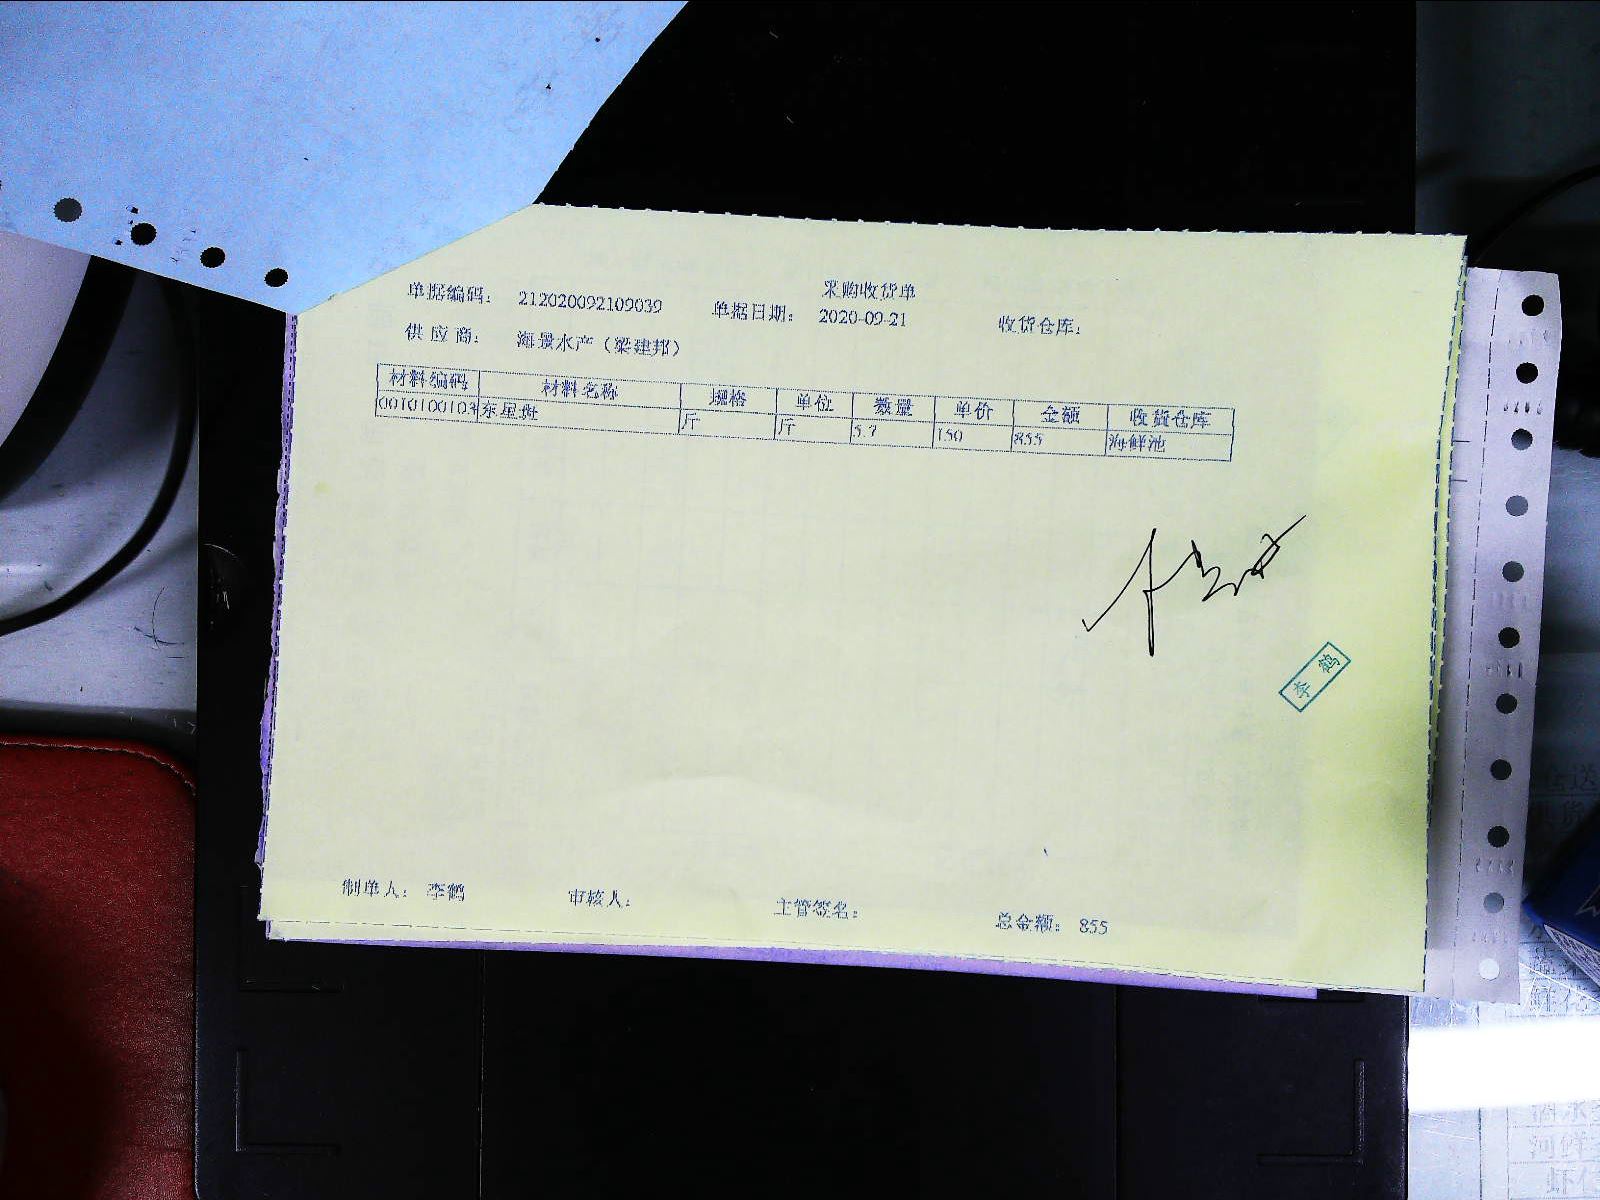 采购收货单
单据编码： 212020092109039 单据日期： 2020-09-21 收货仓库：
供应商： 海景水产（梁建邦）
材料编码 材料名称 规格 单位 数量 单价 金额 收货仓库
东星斑 斤 斤 5.7 150 855 海鲜池
李鹤
制单人： 李鹤 审核人： 主管签名： 总金额： 855